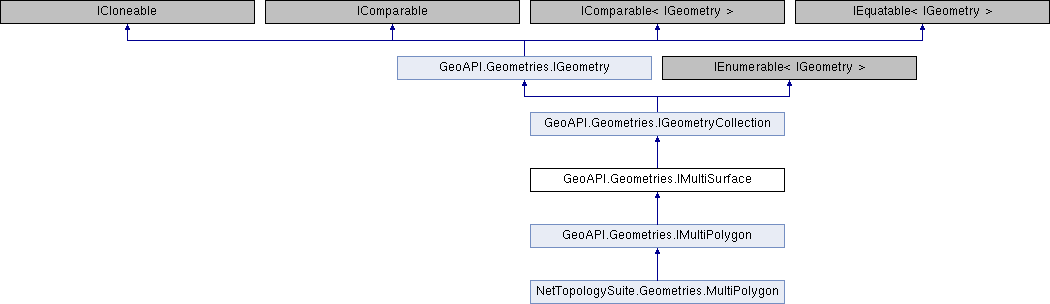 ICloneable
IComparable
IComparable< IGeometry >
IEquatable< IGeometry >
GeoAPI.Geometries.IGeometry
IEnumerable< IGeometry >
GeoAPI.Geometries.IGeometryCollection
GeoAPI.Geometries.IMultiSurface
GeoAPI.Geometries.IMultiPolygon
NetTopologySuite.Geometries.MultiPolygon